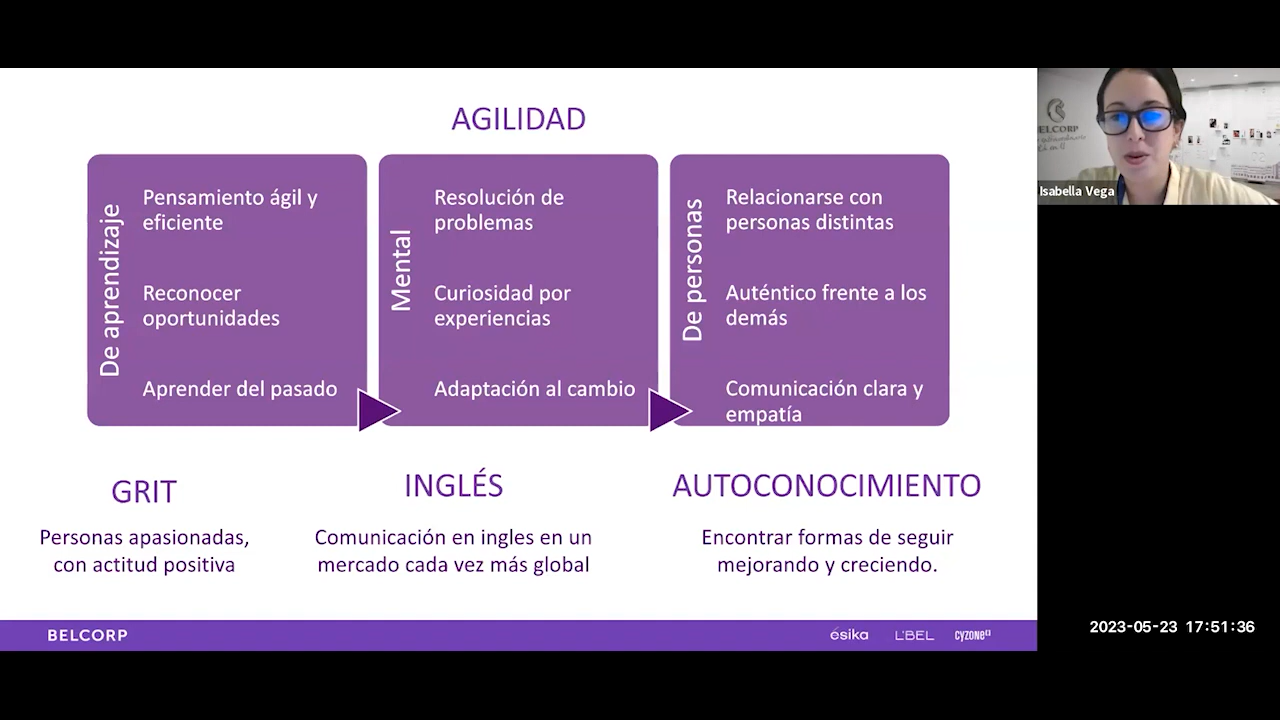 AGILIDAD
De aprendizaje
Pensamiento ágil y
eficiente
Reconocer
oportunidades
Aprender del pasado
Mental
Resolución de
problemas
Curiosidad por
experiencias
Adaptación al cambio
De personas
Relacionarse con
personas distintas
Auténtico frente a los
demás
Comunicación clara y
empatía
GRIT
Personas apasionadas,
con actitud positiva
INGLÉS
Comunicación en ingles en un
mercado cada vez más global
AUTOCONOCIMIENTO
Encontrar formas de seguir
mejorando y creciendo.
BELCORP
ésika
L'BEL
cyzone
ELCORP
Isabella Vega
2023-05-23 17:51:36